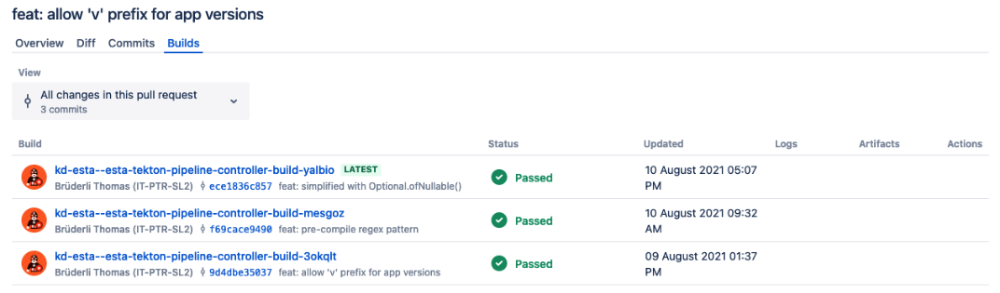 feat: allow 'v' prefix for app versions
Overview Diff Commits Builds
View
All changes in this pull request
3 commits
Build Status Updated Logs Artifacts Actions
kd-esta--esta-tekton-pipeline-controller-build-yalbio LATEST
Passed
10 August 2021 05:07
PM
Brüderli Thomas (IT-PTR-SL2) ece1836c857 feat: simplified with Optional.ofNullable()
kd-esta--esta-tekton-pipeline-controller-build-mesgoz
Passed
10 August 2021 09:32
AM
Brüderli Thomas (IT-PTR-SL2) f69cace9490 feat: pre-compile regex pattern
kd-esta--esta-tekton-pipeline-controller-build-3okqlt
Passed
09 August 2021 01:37
PM
Brüderli Thomas (IT-PTR-SL2) 9d4dbe35037 feat: allow 'v' prefix for app versions